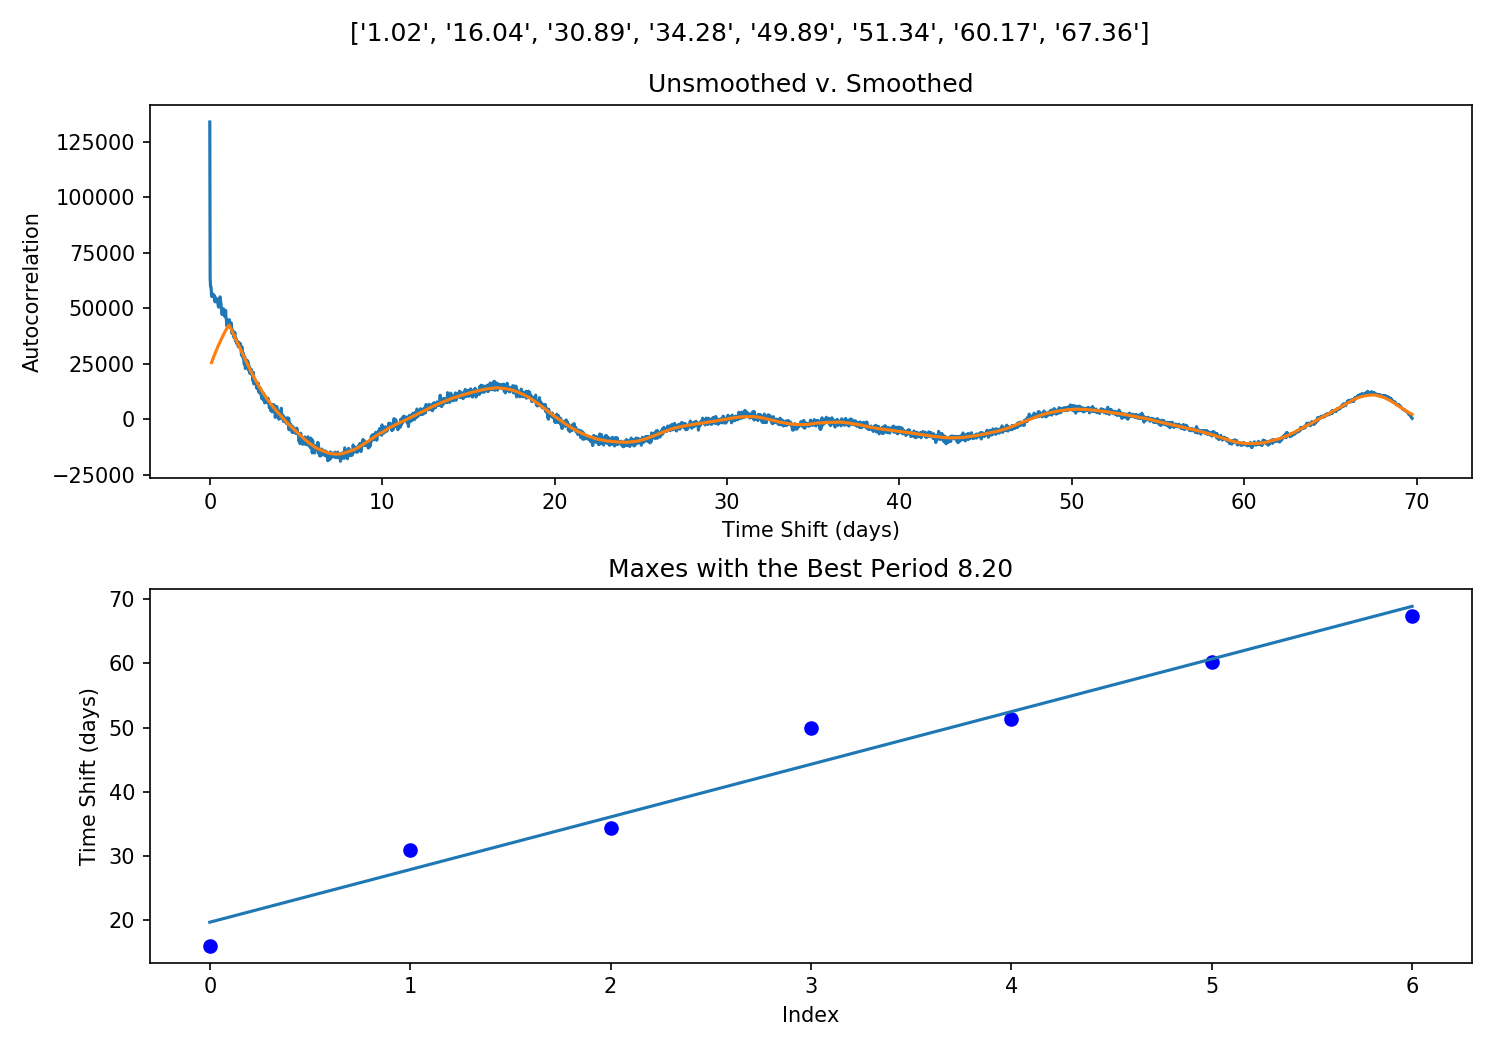 ['1.02', '16.04', '30.89', '34.28', '49.89', '51.34', '60.17', '67.36']
Unsmoothed v. Smoothed
125000
100000
75000
50000
25000
0
−25000
Autocorrelation
0 10 20 30 40 50 60 70
Time Shift (days)
Maxes with the Best Period 8.20
70
60
50
40
30
20
Time Shift (days)
0 1 2 3 4 5 6
Index